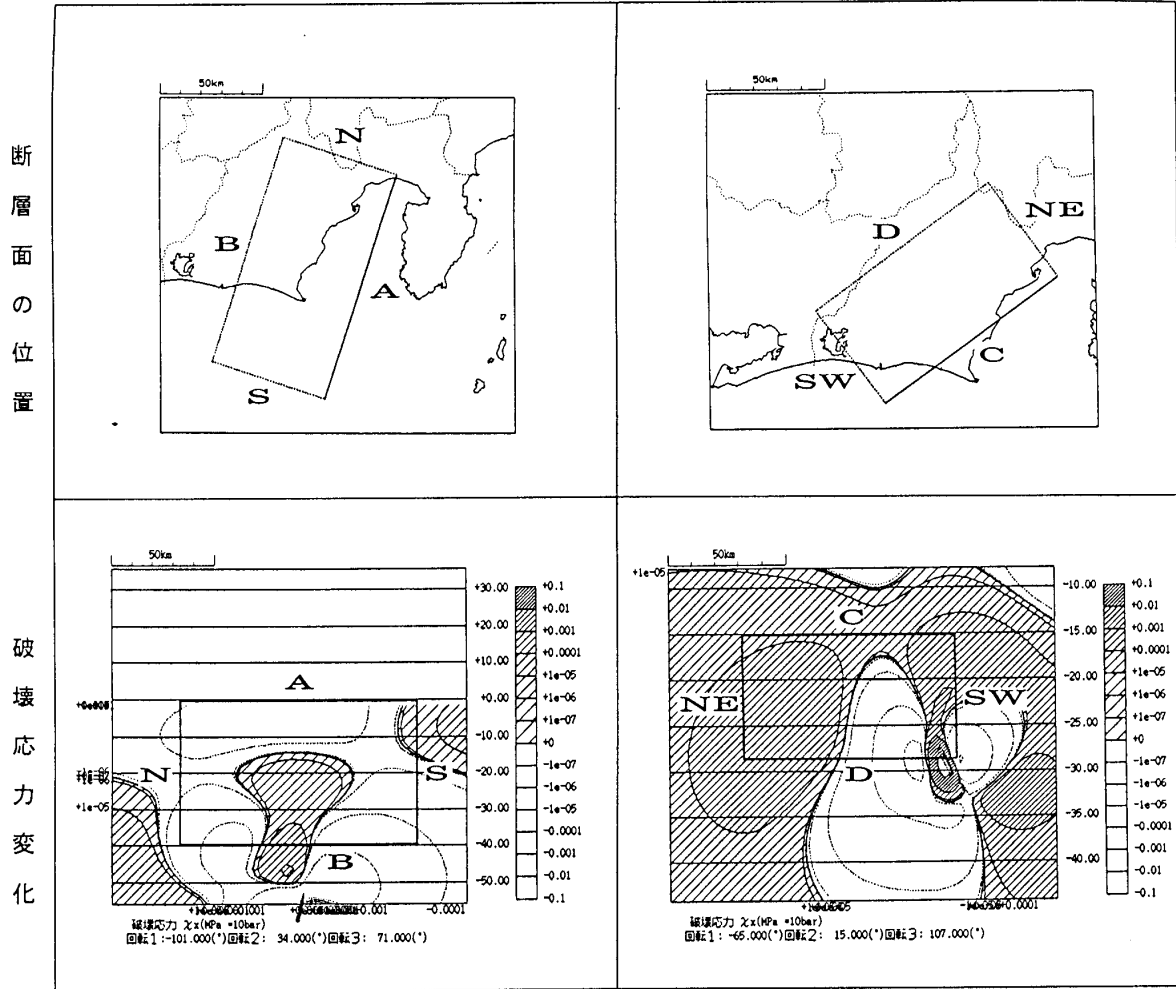 断層面の位置
50km
N
B
A
S
50km
NE
D
C
SW
破壊応力変化
50km
+30.00
+20.00
+10.00
+0.00
-10.00
-20.00
-30.00
-40.00
-50.00
A
N
S
B
+1e-05
+0.1
+0.01
+0.001
+0.0001
+1e-05
+1e-06
+1e-07
+0
-1e-07
-1e-06
-1e-05
-0.0001
-0.001
-0.01
-0.1
-0.0001
破壊応力 χx(MPa =10bar)
回転1:-101.000(°)回転2: 34.000(°)回転3: 71.000(°)
50km
+1e-05
-10.00
-15.00
-20.00
-25.00
-30.00
-35.00
-40.00
C
NE
SW
D
+0.1
+0.01
+0.001
+0.0001
+1e-05
+1e-06
+1e-07
+0
-1e-07
-1e-06
-1e-05
-0.0001
-0.001
-0.01
-0.1
破壊応力 χx(MPa =10bar)
回転1: -65.000(°)回転2: 15.000(°)回転3: 107.000(°)